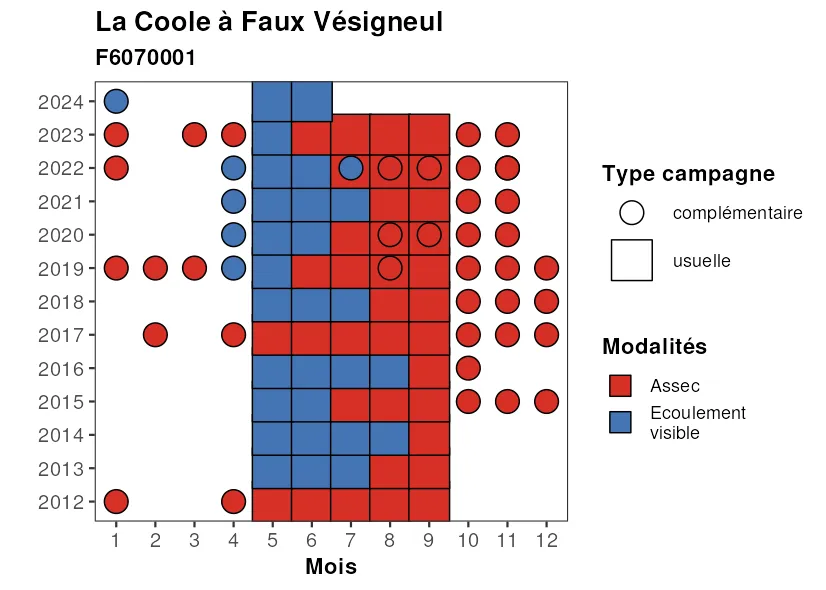 La Coole à Faux Vésigneul
F6070001
2024
2023
2022
2021
2020
2019
2018
2017
2016
2015
2014
2013
2012
1 2 3 4 5 6 7 8 9 10 11 12
Mois
Type campagne
complémentaire
usuelle
Modalités
Assec
Ecoulement
visible